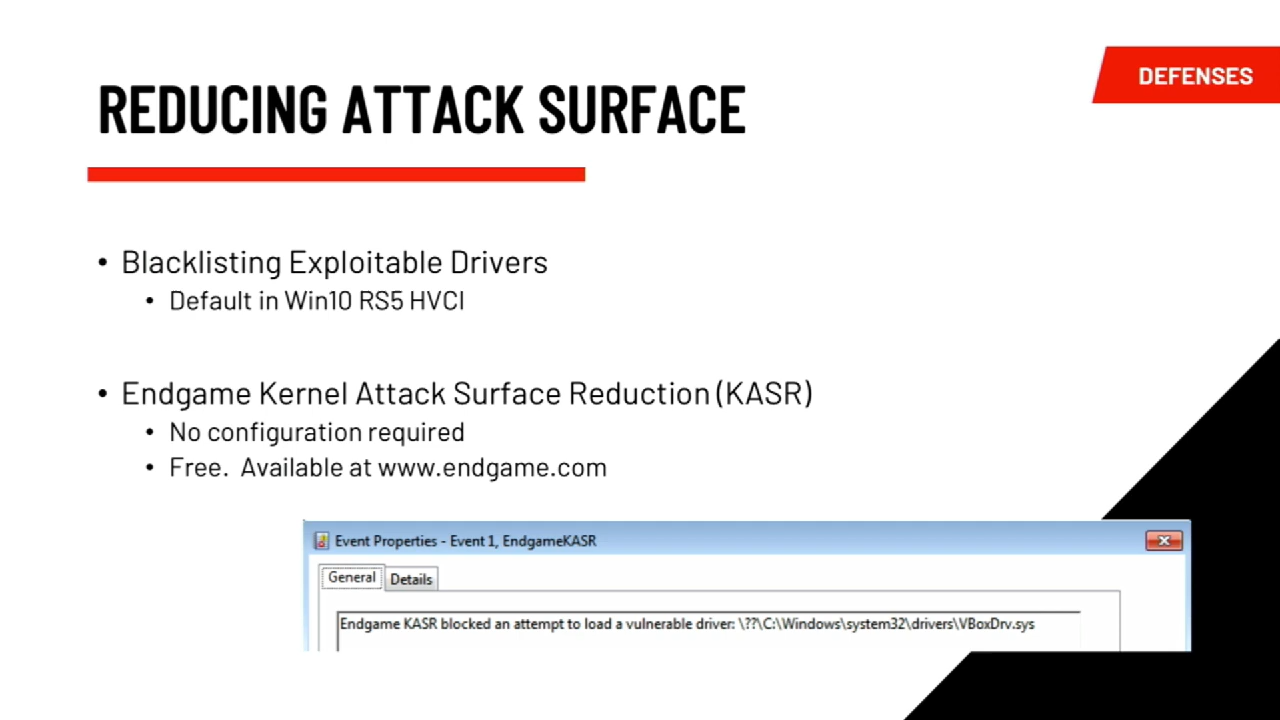 DEFENSES
REDUCING ATTACK SURFACE
• Blacklisting Exploitable Drivers
• Default in Win10 RS5 HVCI
• Endgame Kernel Attack Surface Reduction (KASR)
• No configuration required
• Free. Available at www.endgame.com
Event Properties - Event 1, EndgameKASR
General Details
Endgame KASR blocked an attempt to load a vulnerable driver: \??\C:\Windows\system32\drivers\VBoxDrv.sys